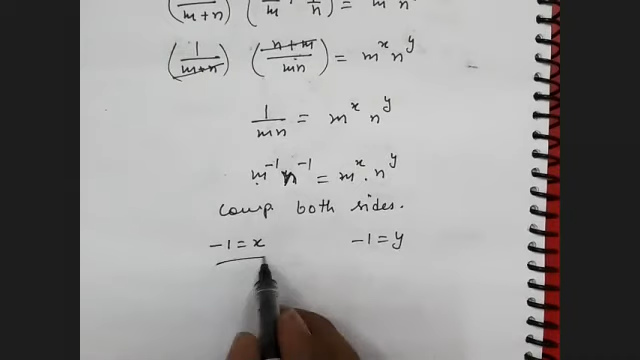 (1/m+n) (1/m + 1/n) = m^x n^y
(1/m+n) (n+m/mn) = m^x n^y
1/mn = m^x n^y
m^-1 n^-1 = m^x . n^y
comp both sides.
-1 = x -1 = y